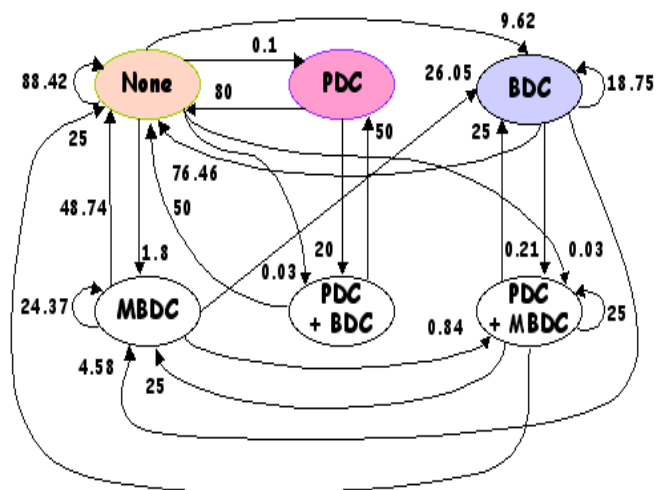 9.62
0.1
88.42
None
80
PDC
26.05
BDC
18.75
25
50
25
76.46
48.74
50
1.8
0.03
20
0.21
0.03
24.37
MBDC
PDC
+ BDC
PDC
+ MBDC
25
0.84
4.58
25